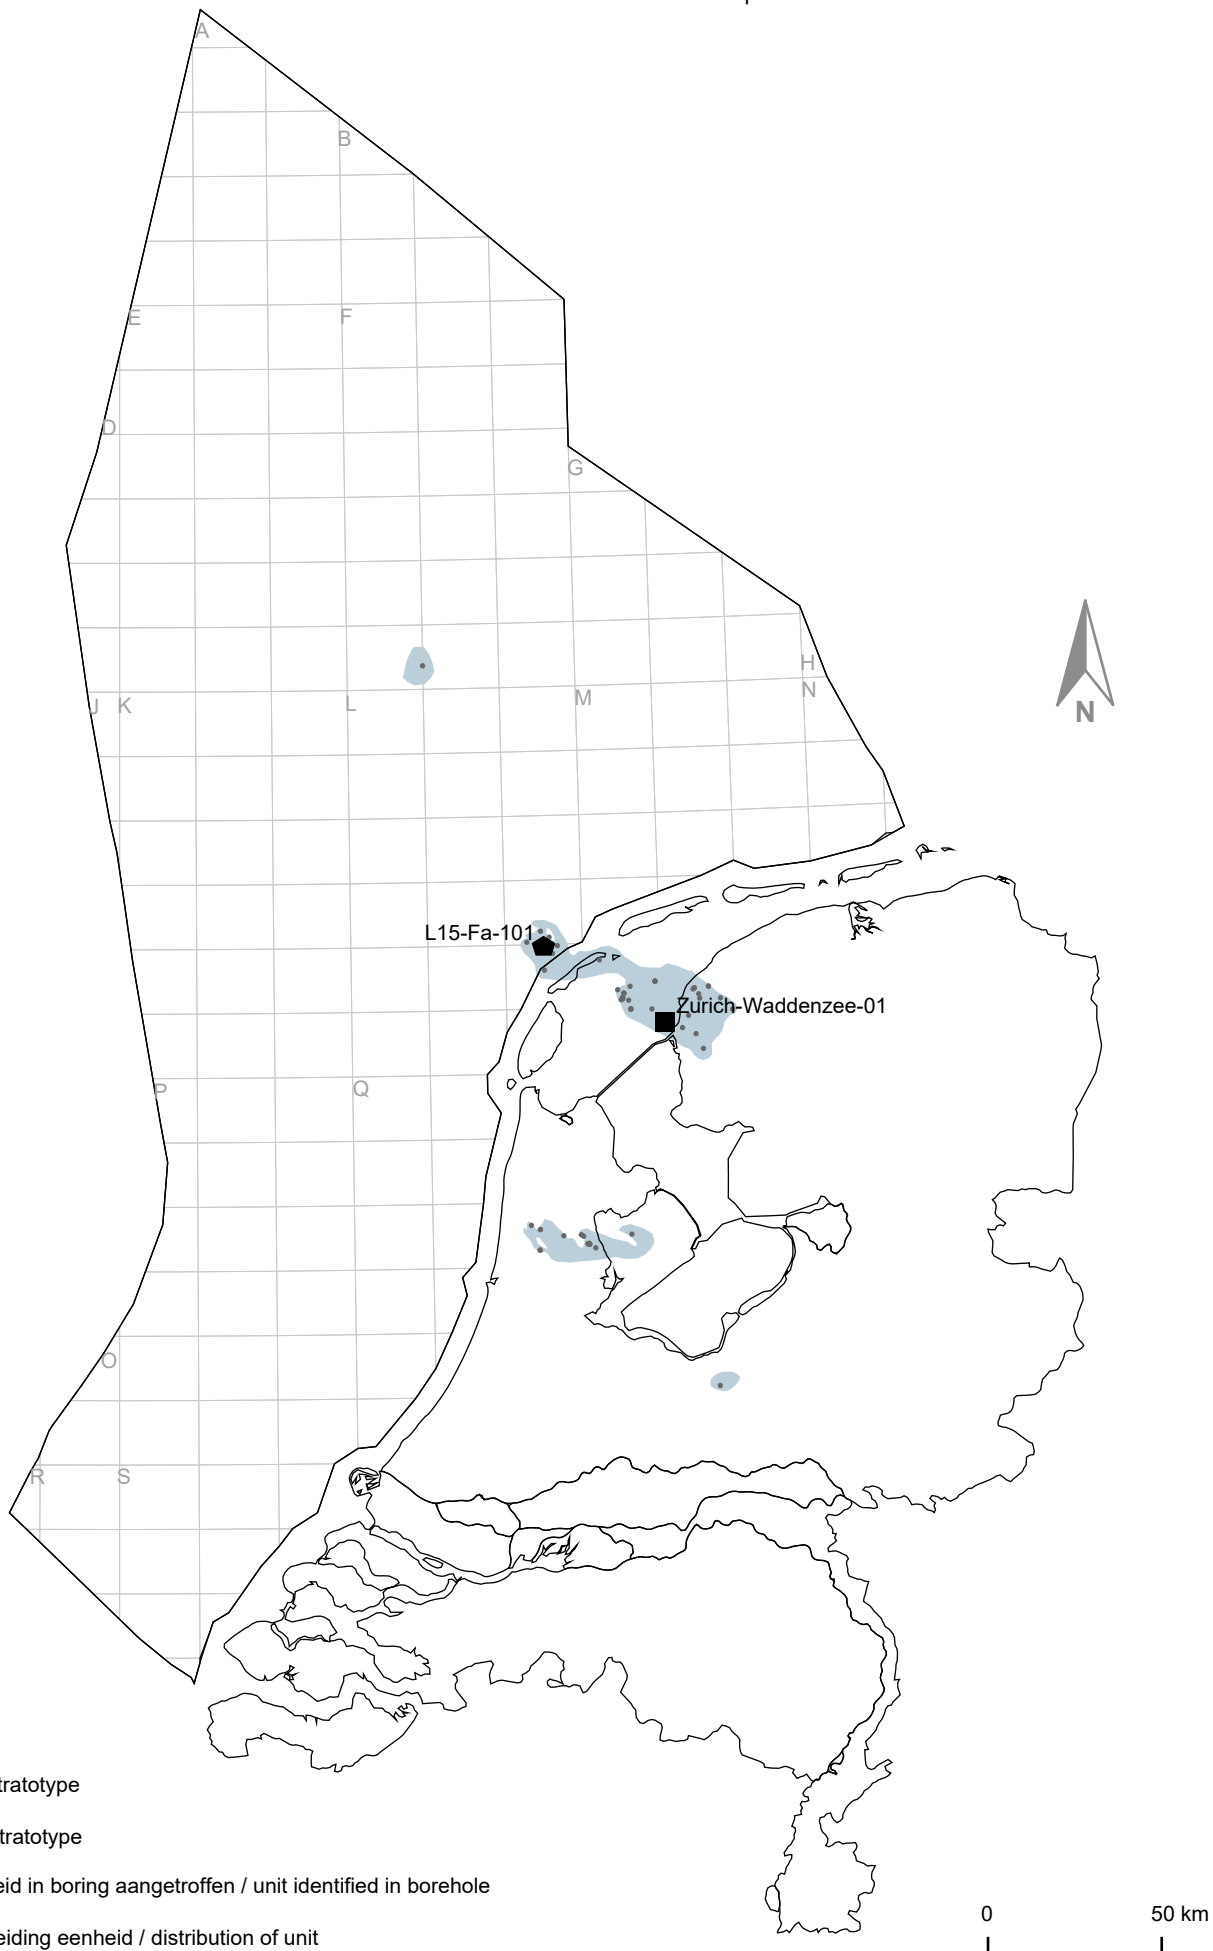 A
B
E
F
D
G
H
N
J K
L
M
N
L15-Fa-101
Zurich-Waddenzee-01
P
Q
O
R
S
tratotype
tratotype
eid in boring aangetroffen / unit identified in borehole
eiding eenheid / distribution of unit
0
50 km